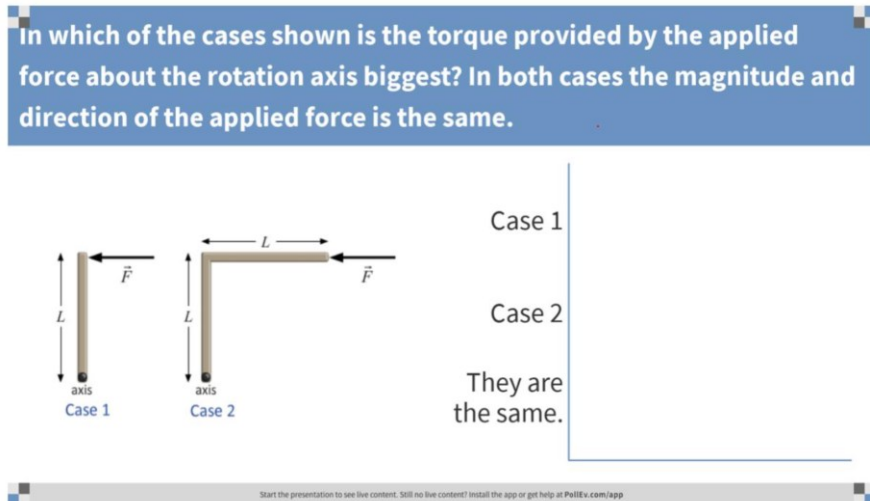 In which of the cases shown is the torque provided by the applied
force about the rotation axis biggest? In both cases the magnitude and
direction of the applied force is the same.
L
F
L
axis
Case 1
L
F
L
axis
Case 2
Case 1
Case 2
They are
the same.
Start the presentation to see live content. Still no live content? Install the app or get help at PollEv.com/app